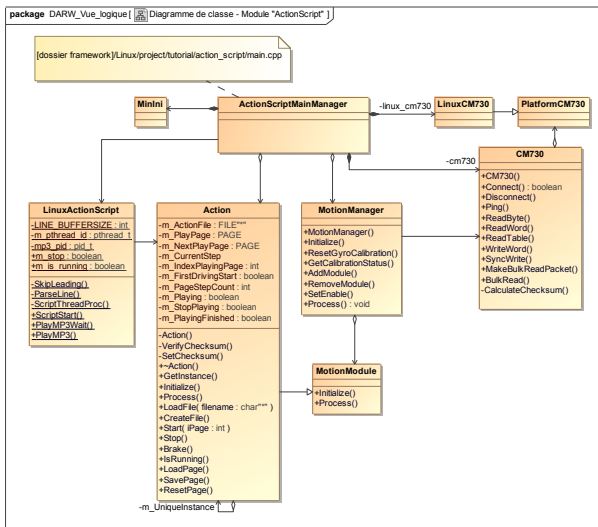 package DARW_Vue_logique [ Diagramme de classe - Module "ActionScript" ]
[dossier framework]/Linux/project/tutorial/action_script/main.cpp
MinIni
ActionScriptMainManager
-linux_cm730
LinuxCM730
PlatformCM730
-cm730
CM730
+CM730()
+Connect() : boolean
+Disconnect()
+Ping()
+ReadByte()
+ReadWord()
+ReadTable()
+WriteWord()
+SyncWrite()
+MakeBulkReadPacket()
+BulkRead()
-CalculateChecksum()
LinuxActionScript
-LINE_BUFFERSIZE : int
-m_pthread_id : pthread_t
-mp3_pid : pid_t
+m_stop : boolean
+m_is_running : boolean
-SkipLeading()
-ParseLine()
-ScriptThreadProc()
+ScriptStart()
+PlayMP3Wait()
+PlayMP3()
Action
-m_ActionFile : FILE"*"
-m_PlayPage : PAGE
-m_NextPlayPage : PAGE
-m_CurrentStep
-m_IndexPlayingPage : int
-m_FirstDrivingStart : boolean
-m_PageStepCount : int
-m_Playing : boolean
-m_StopPlaying : boolean
-m_PlayingFinished : boolean
-Action()
-VerifyChecksum()
-SetChecksum()
+~Action()
+GetInstance()
+Initialize()
+Process()
+LoadFile( filename : char"*" )
+CreateFile()
+Start( iPage : int )
+Stop()
+Brake()
+IsRunning()
+LoadPage()
+SavePage()
+ResetPage()
-m_UniqueInstance
MotionManager
+MotionManager()
+Initialize()
+ResetGyroCalibration()
+GetCalibrationStatus()
+AddModule()
+RemoveModule()
+SetEnable()
+Process() : void
MotionModule
+Initialize()
+Process()